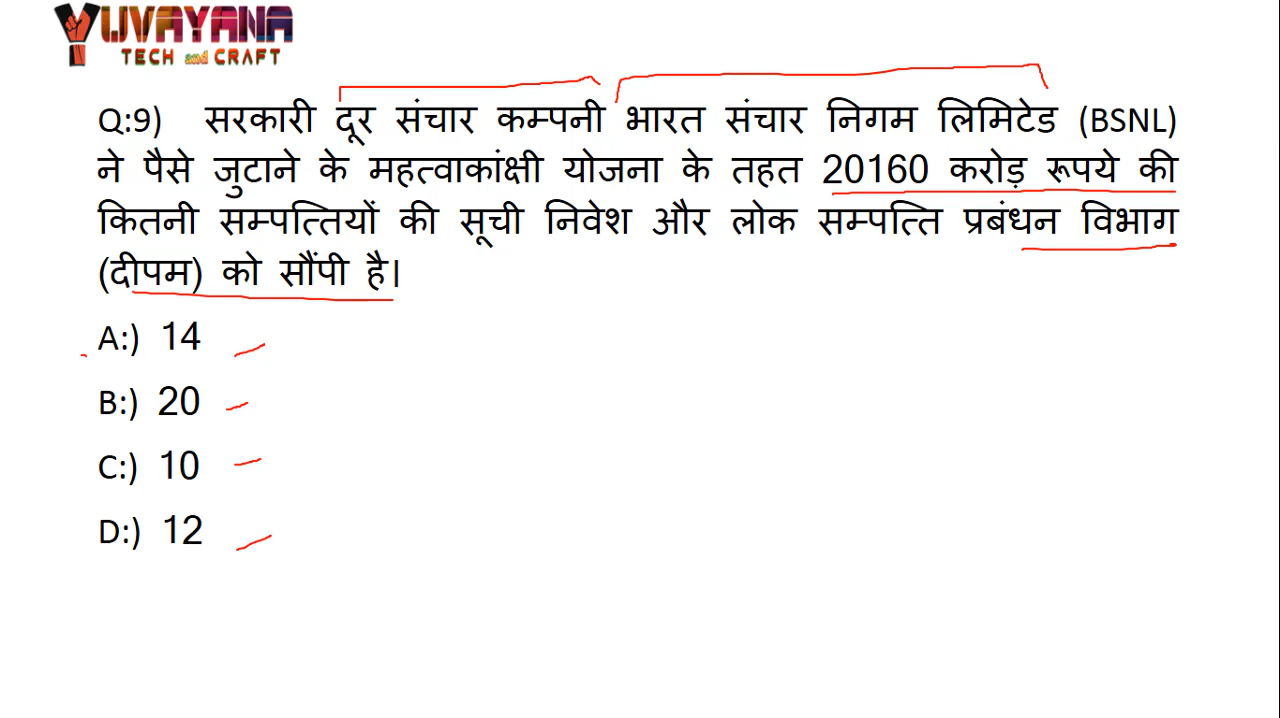 YUVAYANA
TECH and CRAFT
Q:9) सरकारी दूर संचार कम्पनी भारत संचार निगम लिमिटेड (BSNL)
ने पैसे जुटाने के महत्वाकांक्षी योजना के तहत 20160 करोड़ रूपये की
कितनी सम्पत्तियों की सूची निवेश और लोक सम्पत्ति प्रबंधन विभाग
(दीपम) को सौंपी है।
A:) 14
B:) 20
C:) 10
D:) 12